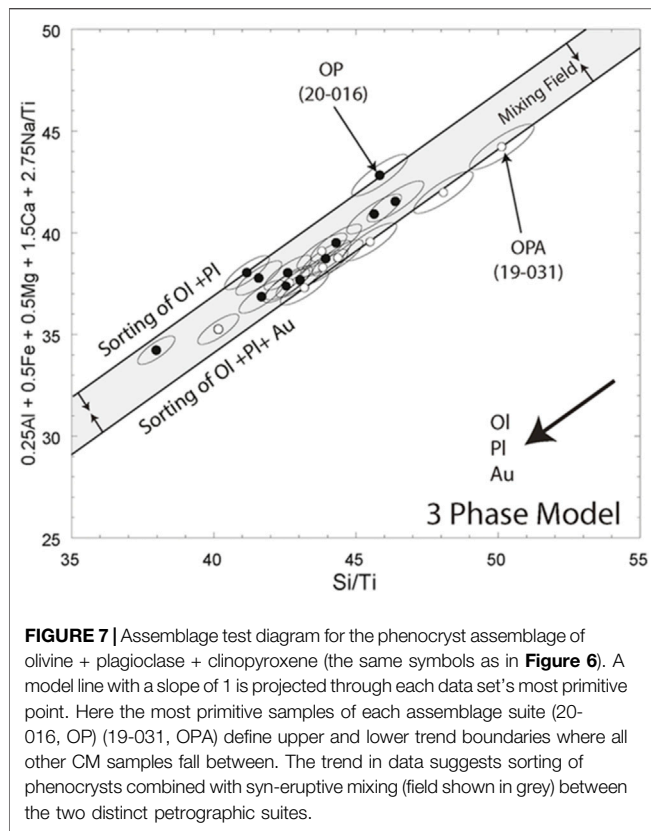 50
45
40
35
30
25
0.25Al + 0.5Fe + 0.5Mg + 1.5Ca + 2.75Na/Ti
OP
(20-016)
Mixing Field
OPA
(19-031)
Sorting of Ol +Pl
Sorting of Ol +Pl+ Au
Ol
Pl
Au
3 Phase Model
35
40
45
50
55
Si/Ti
FIGURE 7 | Assemblage test diagram for the phenocryst assemblage of
olivine + plagioclase + clinopyroxene (the same symbols as in Figure 6). A
model line with a slope of 1 is projected through each data set's most primitive
point. Here the most primitive samples of each assemblage suite (20-
016, OP) (19-031, OPA) define upper and lower trend boundaries where all
other CM samples fall between. The trend in data suggests sorting of
phenocrysts combined with syn-eruptive mixing (field shown in grey) between
the two distinct petrographic suites.